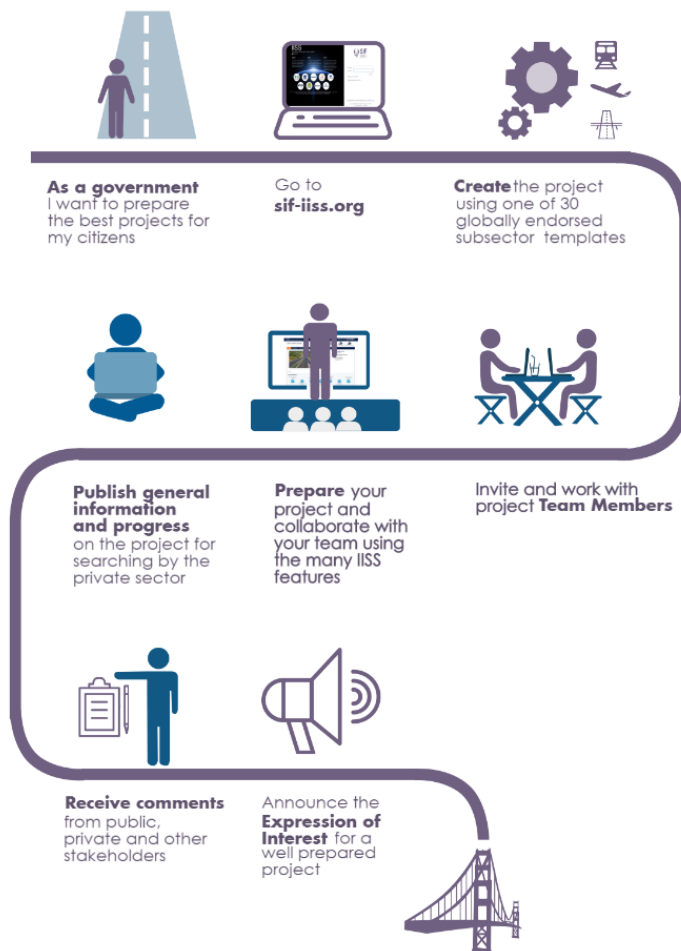 IISS
SIF
As a government
I want to prepare
the best projects for
my citizens
Go to
sif-iiss.org
Create the project
using one of 30
globally endorsed
subsector templates
Invite and work with
project Team Members
Prepare your
project and
collaborate with
your team using
the many IISS
features
Publish general
information
and progress
on the project for
searching by the
private sector
Receive comments
from public,
private and other
stakeholders
Announce the
Expression of
Interest for a
well prepared
project